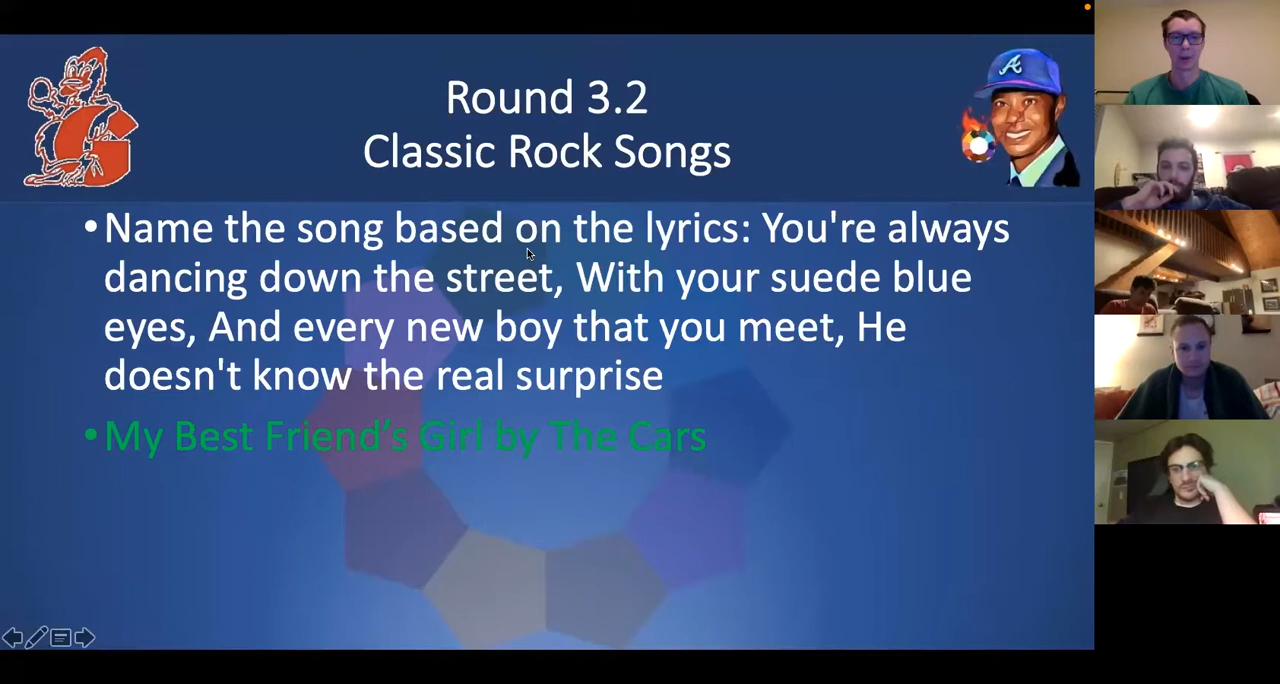 Round 3.2
Classic Rock Songs
A
•Name the song based on the lyrics: You're always
dancing down the street, With your suede blue
eyes, And every new boy that you meet, He
doesn't know the real surprise
•My Best Friend’s Girl by The Cars
G